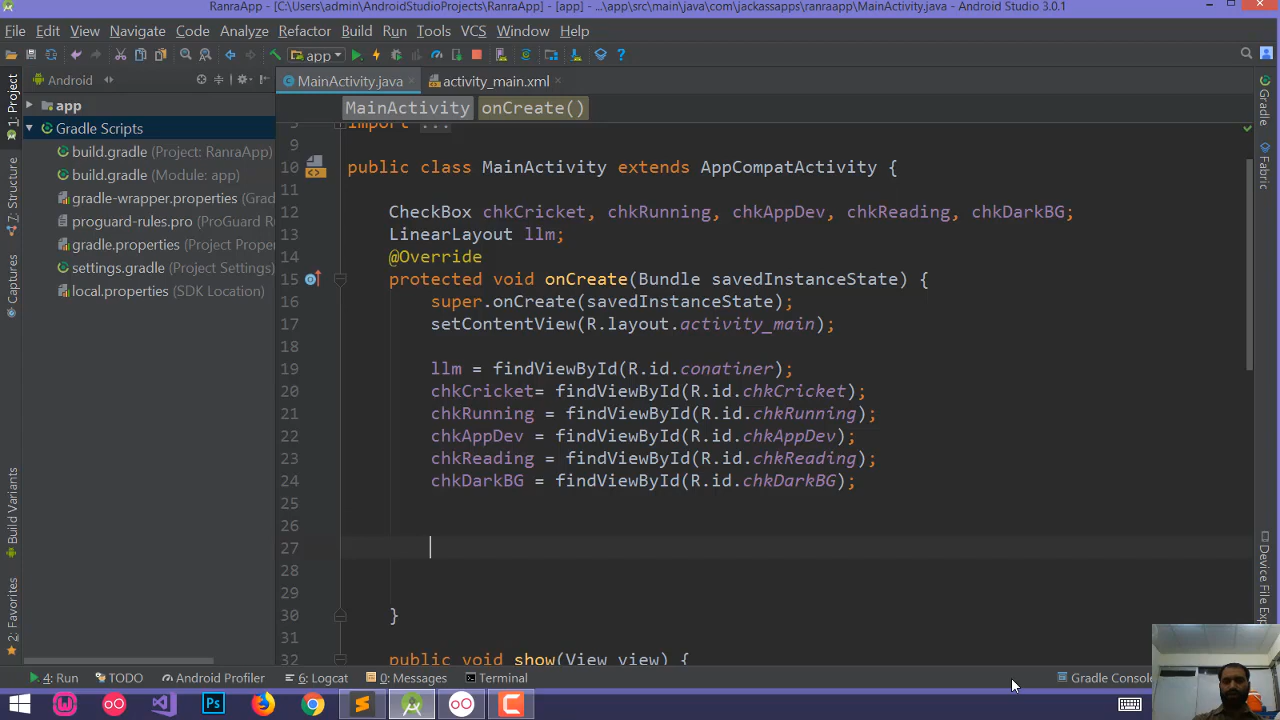 RanraApp - [C:\Users\admin\AndroidStudioProjects\RanraApp] - [app] - ...\app\src\main\java\com\jackassapps\ranraapp\MainActivity.java - Android Studio 3.0.1
File Edit View Navigate Code Analyze Refactor Build Run Tools VCS Window Help
app
Android
MainActivity.java
activity_main.xml
MainActivity onCreate()
1: Project
7: Structure
Captures
Build Variants
2: Favorites
app
Gradle Scripts
build.gradle (Project: RanraApp)
build.gradle (Module: app)
gradle-wrapper.properties (Grad
proguard-rules.pro (ProGuard R
gradle.properties (Project Prope
settings.gradle (Project Settings)
local.properties (SDK Location)
import ...
9
10 public class MainActivity extends AppCompatActivity {
11
12 CheckBox chkCricket, chkRunning, chkAppDev, chkReading, chkDarkBG;
13 LinearLayout llm;
14 @Override
15 protected void onCreate(Bundle savedInstanceState) {
16 super.onCreate(savedInstanceState);
17 setContentView(R.layout.activity_main);
18
19 llm = findViewById(R.id.conatiner);
20 chkCricket= findViewById(R.id.chkCricket);
21 chkRunning = findViewById(R.id.chkRunning);
22 chkAppDev = findViewById(R.id.chkAppDev);
23 chkReading = findViewById(R.id.chkReading);
24 chkDarkBG = findViewById(R.id.chkDarkBG);
25
26
27
28
29
30 }
31
32 public void show(View view) {
Gradle
Fabric
Device File Exp
4: Run TODO Android Profiler 6: Logcat 0: Messages Terminal Gradle Console
Ps